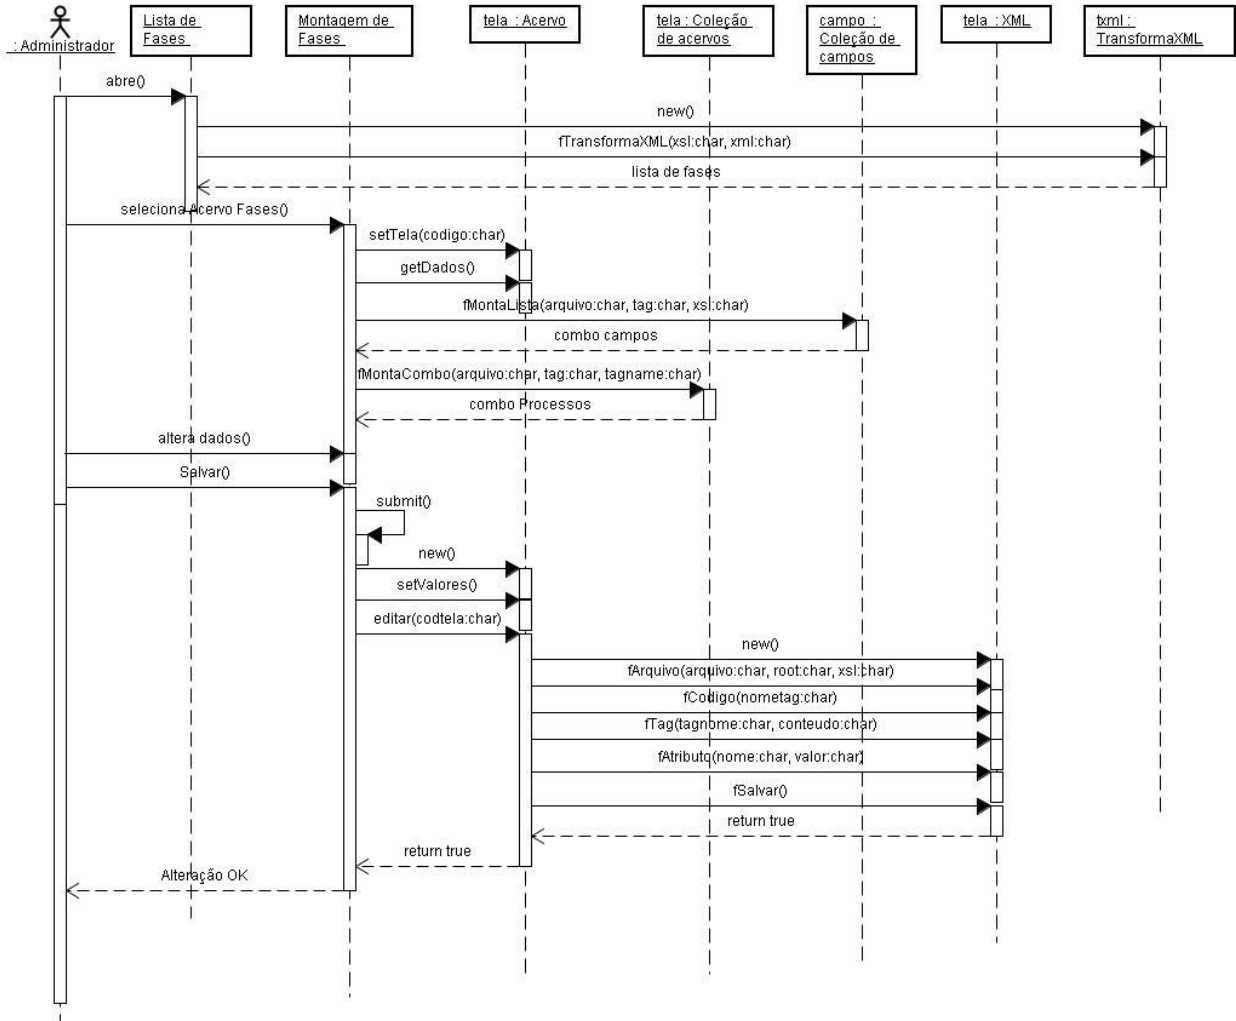 : Administrador
Lista de
Fases
Montagem de
Fases
tela : Acervo
tela : Coleção
de acervos
campo :
Coleção de
campos
tela : XML
txml :
TransformaXML
abre()
new()
fTransformaXML(xsl:char, xml:char)
lista de fases
seleciona Acervo Fases()
setTela(codigo:char)
getDados()
fMontaLista(arquivo:char, tag:char, xsl:char)
combo campos
fMontaCombo(arquivo:char, tag:char, tagname:char)
combo Processos
altera dados()
Salvar()
submit()
new()
setValores()
editar(codtela:char)
new()
fArquivo(arquivo:char, root:char, xsl:char)
fCodigo(nometag:char)
fTag(tagnome:char, conteudo:char)
fAtributo(nome:char, valor:char)
fSalvar()
return true
return true
Alteração OK